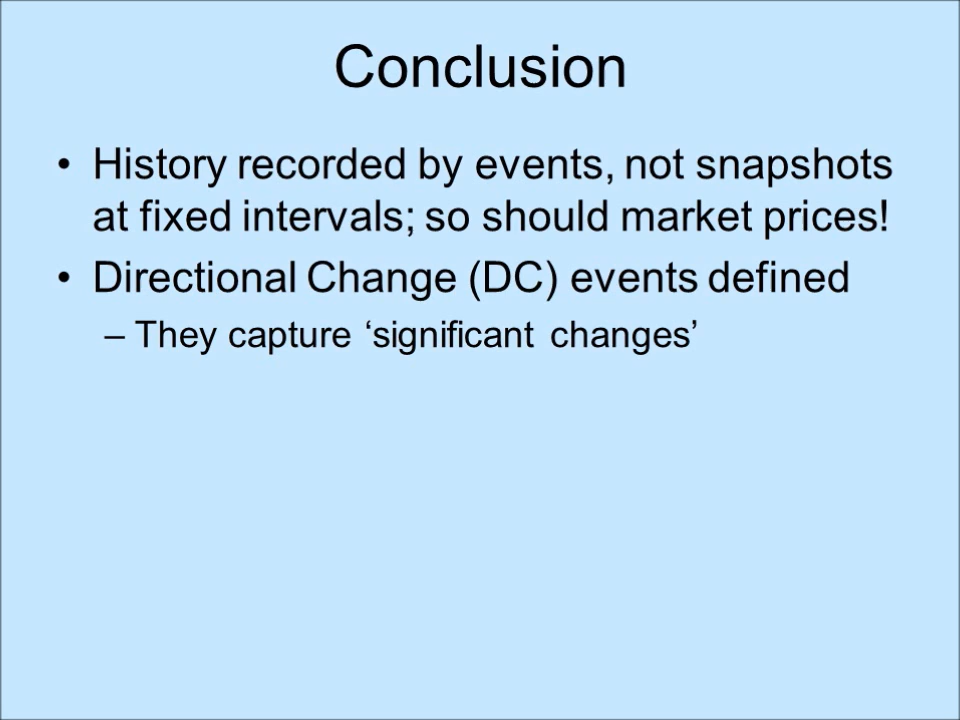 Conclusion
• History recorded by events, not snapshots
at fixed intervals; so should market prices!
• Directional Change (DC) events defined
– They capture ‘significant changes’